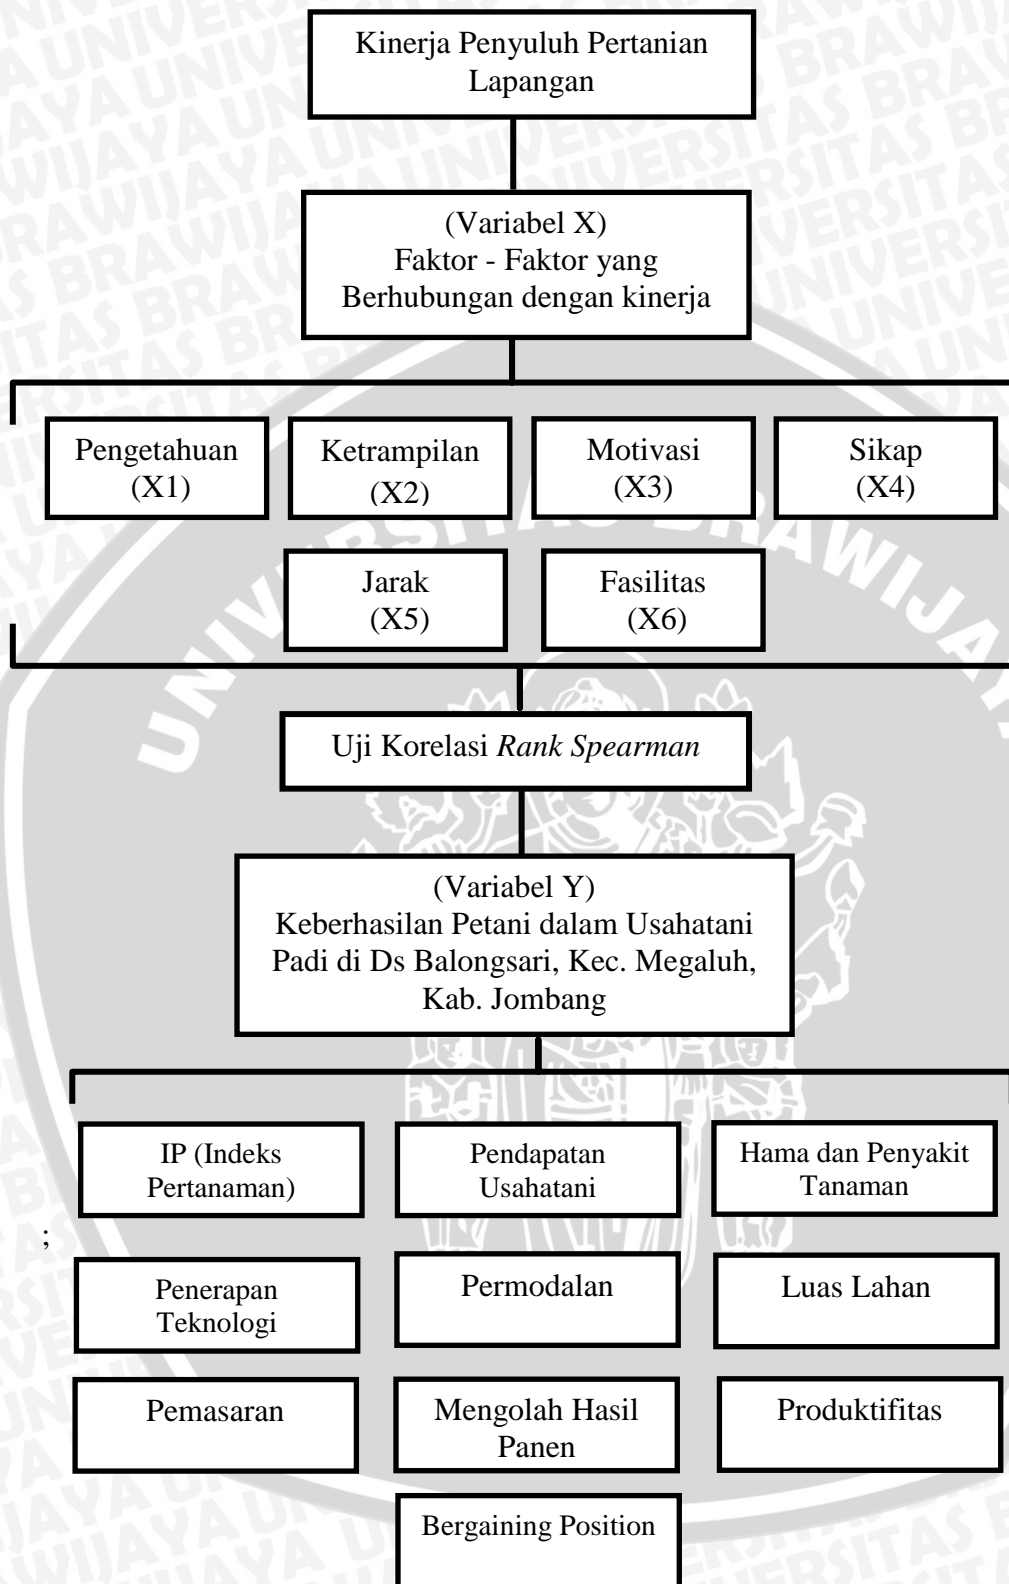 Kinerja Penyuluh Pertanian
Lapangan
(Variabel X)
Faktor - Faktor yang
Berhubungan dengan kinerja
Pengetahuan
(X1)
Ketrampilan
(X2)
Motivasi
(X3)
Sikap
(X4)
Jarak
(X5)
Fasilitas
(X6)
UNIVERSITAS BRAWIJAYA
Uji Korelasi Rank Spearman
(Variabel Y)
Keberhasilan Petani dalam Usahatani
Padi di Ds Balongsari, Kec. Megaluh,
Kab. Jombang
IP (Indeks
Pertanaman)
Pendapatan
Usahatani
Hama dan Penyakit
Tanaman
;
Penerapan
Teknologi
Permodalan
Luas Lahan
Pemasaran
Mengolah Hasil
Panen
Produktifitas
Bergaining Position